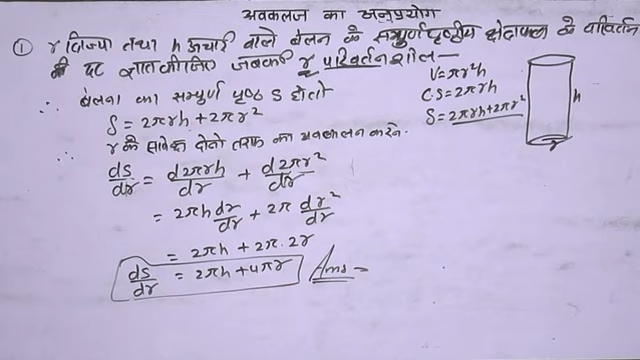 अवकलज का अनुप्रयोग
① r त्रिज्या तथा h ऊचाई वाले बेलन के सम्पुर्ण पृष्ठीय क्षेत्रफल के परिवर्तन
की दर ज्ञात कीजिए जबकी r परिवर्तनशील—
V=πr²h
CS=2πrh
S=2πrh+2πr²
h
r
∴ बेलन का सम्पुर्ण पृष्ठ S हो तो
S = 2πrh + 2πr²
∴ r के सापेक्ष दोनो तरफ का अवकलन करने.
ds/dr = d2πrh/dr + d2πr²/dr
= 2πh dr/dr + 2π dr²/dr
= 2πh + 2π. 2r
ds/dr = 2πh + 4πr Ans =